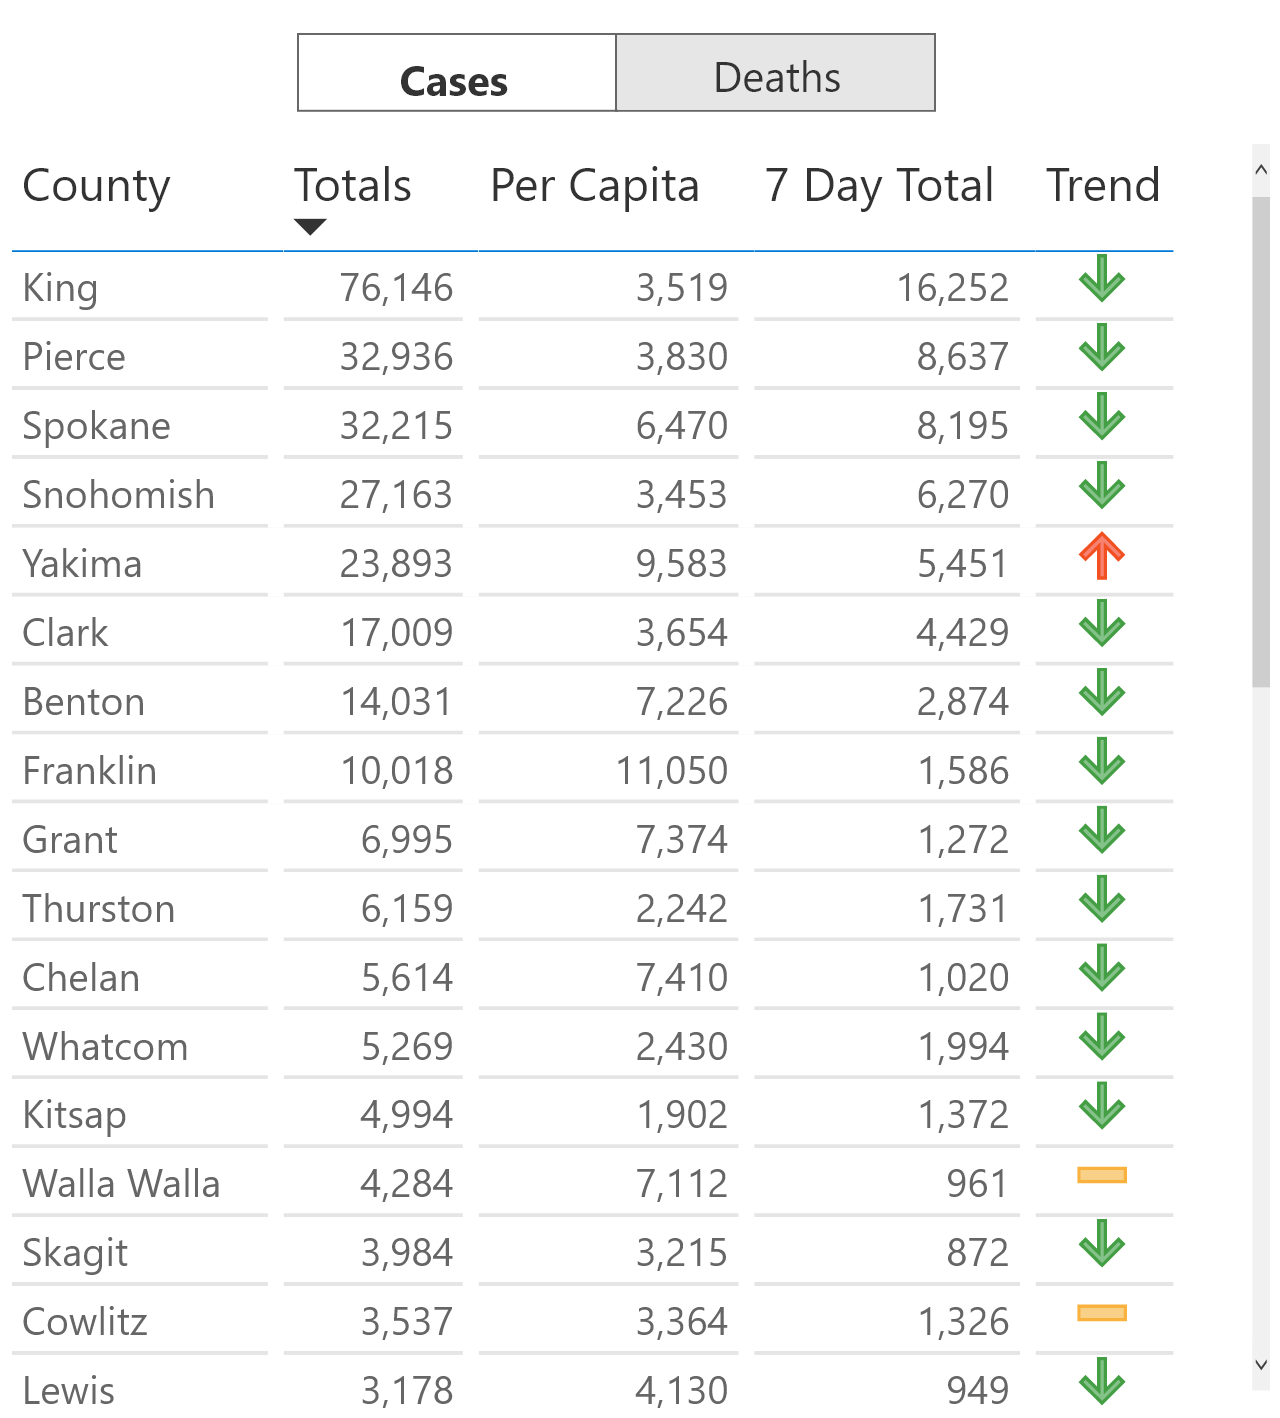 Cases Deaths
County Totals Per Capita 7 Day Total Trend
King 76,146 3,519 16,252
Pierce 32,936 3,830 8,637
Spokane 32,215 6,470 8,195
Snohomish 27,163 3,453 6,270
Yakima 23,893 9,583 5,451
Clark 17,009 3,654 4,429
Benton 14,031 7,226 2,874
Franklin 10,018 11,050 1,586
Grant 6,995 7,374 1,272
Thurston 6,159 2,242 1,731
Chelan 5,614 7,410 1,020
Whatcom 5,269 2,430 1,994
Kitsap 4,994 1,902 1,372
Walla Walla 4,284 7,112 961
Skagit 3,984 3,215 872
Cowlitz 3,537 3,364 1,326
Lewis 3,178 4,130 949